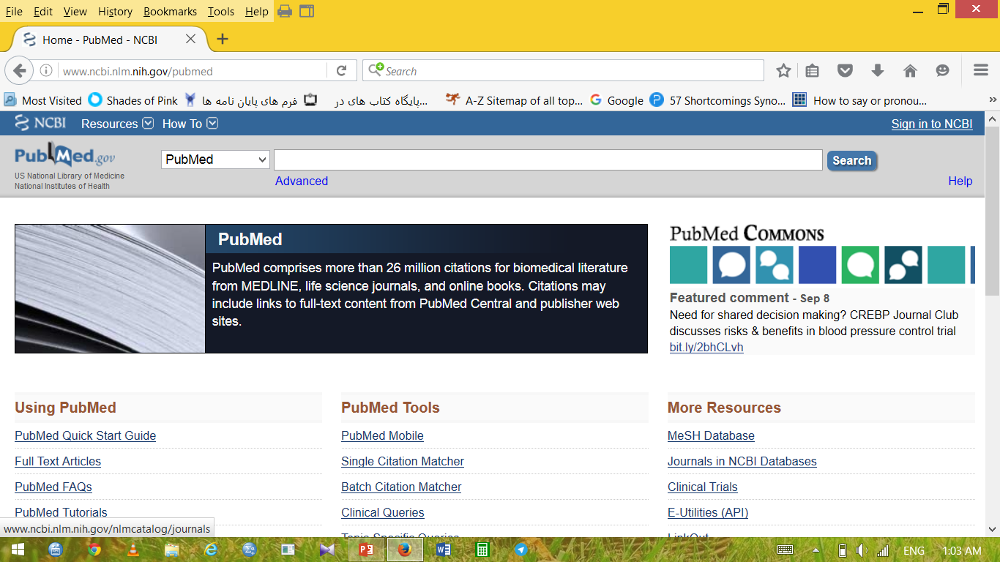 File Edit View History Bookmarks Tools Help
Home - PubMed - NCBI
www.ncbi.nlm.nih.gov/pubmed
Search
Most Visited Shades of Pink فرم های پایان نامه ها پایگاه کتاب های در... A-Z Sitemap of all top... Google 57 Shortcomings Syno... How to say or pronou...
NCBI Resources How To Sign in to NCBI
PubMed.gov
US National Library of Medicine
National Institutes of Health
PubMed
Search
Advanced
Help
PubMed
PubMed comprises more than 26 million citations for biomedical literature
from MEDLINE, life science journals, and online books. Citations may
include links to full-text content from PubMed Central and publisher web
sites.
PubMed COMMONS
Featured comment - Sep 8
Need for shared decision making? CREBP Journal Club
discusses risks & benefits in blood pressure control trial
bit.ly/2bhCLvh
Using PubMed
PubMed Quick Start Guide
Full Text Articles
PubMed FAQs
PubMed Tutorials
PubMed Tools
PubMed Mobile
Single Citation Matcher
Batch Citation Matcher
Clinical Queries
Topic-Specific Queries
More Resources
MeSH Database
Journals in NCBI Databases
Clinical Trials
E-Utilities (API)
LinkOut
www.ncbi.nlm.nih.gov/nlmcatalog/journals
ENG 1:03 AM